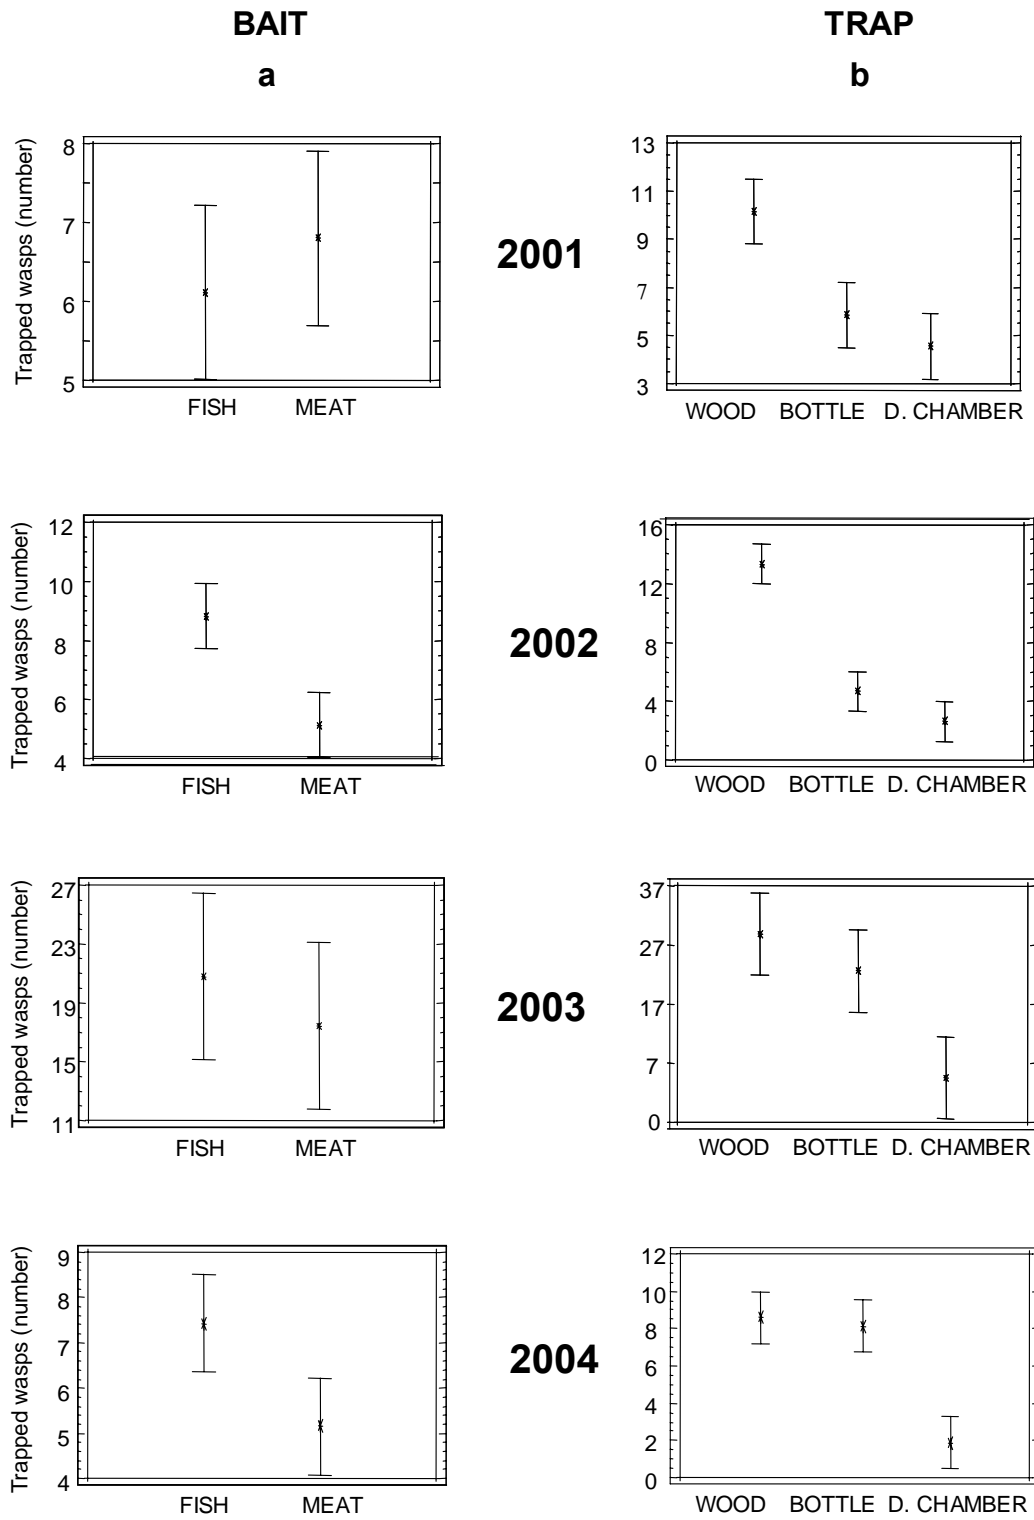 BAIT
TRAP
a
b
Trapped wasps (number)
8
7
6
5
FISH MEAT
2001
13
11
9
7
5
3
WOOD BOTTLE D. CHAMBER
Trapped wasps (number)
12
10
8
6
4
FISH MEAT
2002
16
12
8
4
0
WOOD BOTTLE D. CHAMBER
Trapped wasps (number)
27
23
19
15
11
FISH MEAT
2003
37
27
17
7
0
WOOD BOTTLE D. CHAMBER
Trapped wasps (number)
9
8
7
6
5
4
FISH MEAT
2004
12
10
8
6
4
2
0
WOOD BOTTLE D. CHAMBER